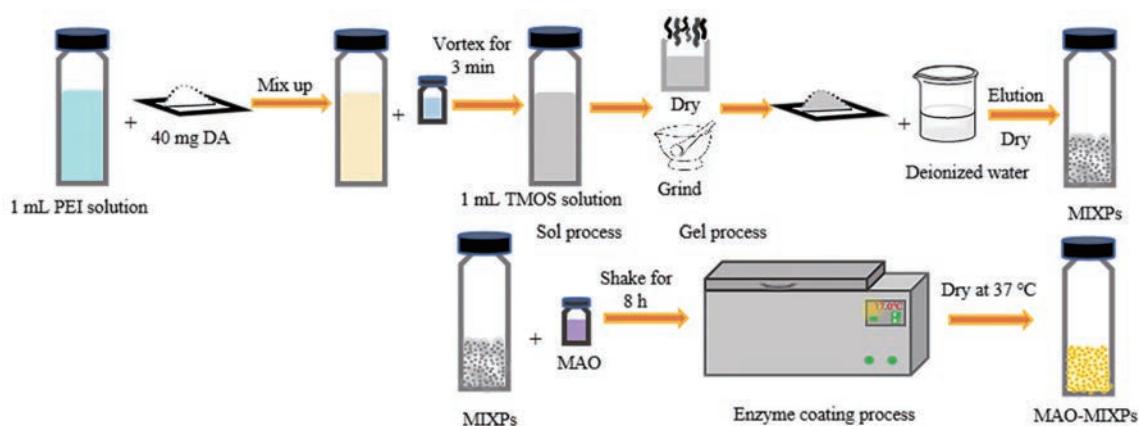 Vortex for
3 min
Mix up
+
40 mg DA
+
Dry
Grind
+
Elution
Dry
Deionized water
1 mL PEI solution
1 mL TMOS solution
MIXPs
Sol process
Gel process
Shake for
8 h
+
MAO
Dry at 37 °C
MIXPs
Enzyme coating process
MAO-MIXPs